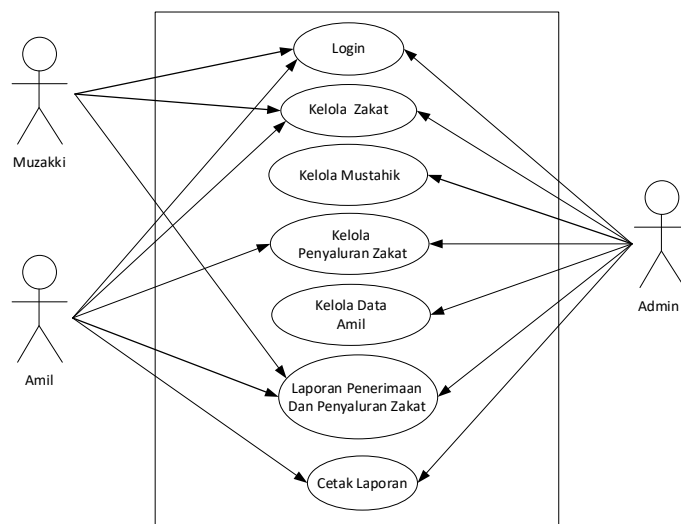 Login
Kelola Zakat
Muzakki
Kelola Mustahik
Kelola
Penyaluran Zakat
Admin
Kelola Data
Amil
Amil
Laporan Penerimaan
Dan Penyaluran Zakat
Cetak Laporan